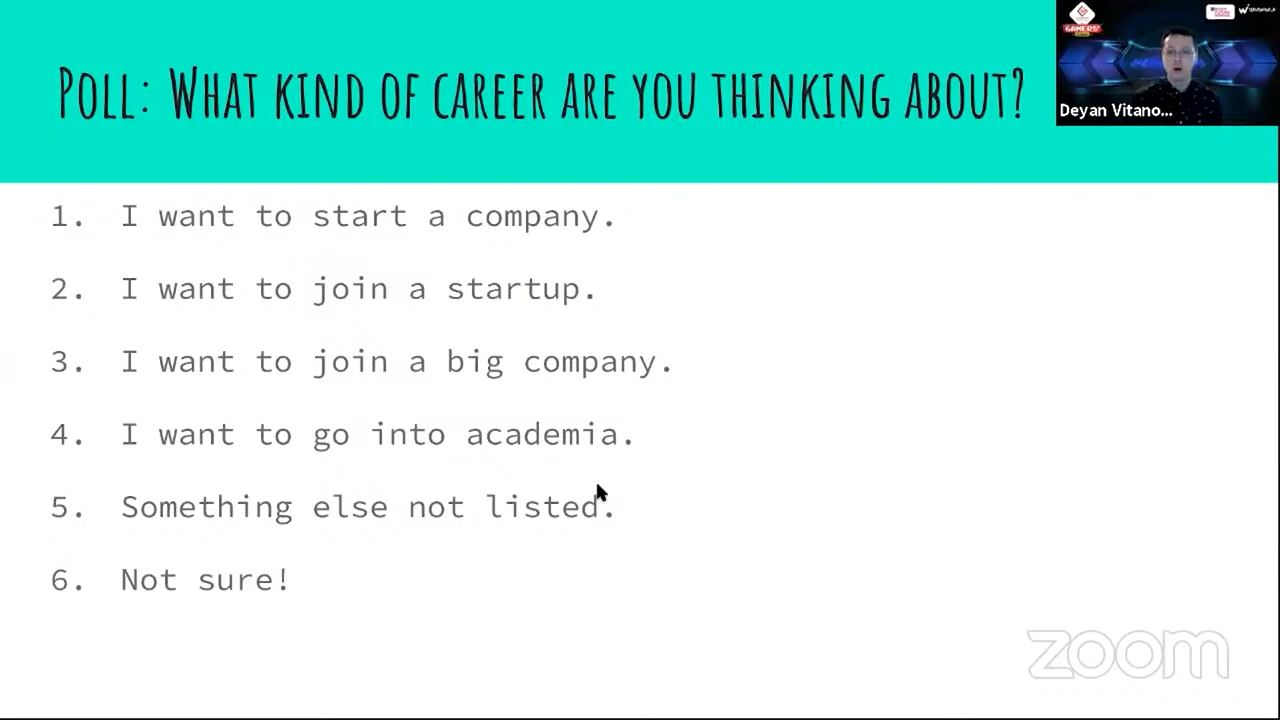 Poll: What kind of career are you thinking about?
GAMERS'
Deyan Vitano...
1. I want to start a company.
2. I want to join a startup.
3. I want to join a big company.
4. I want to go into academia.
5. Something else not listed.
6. Not sure!
zoom